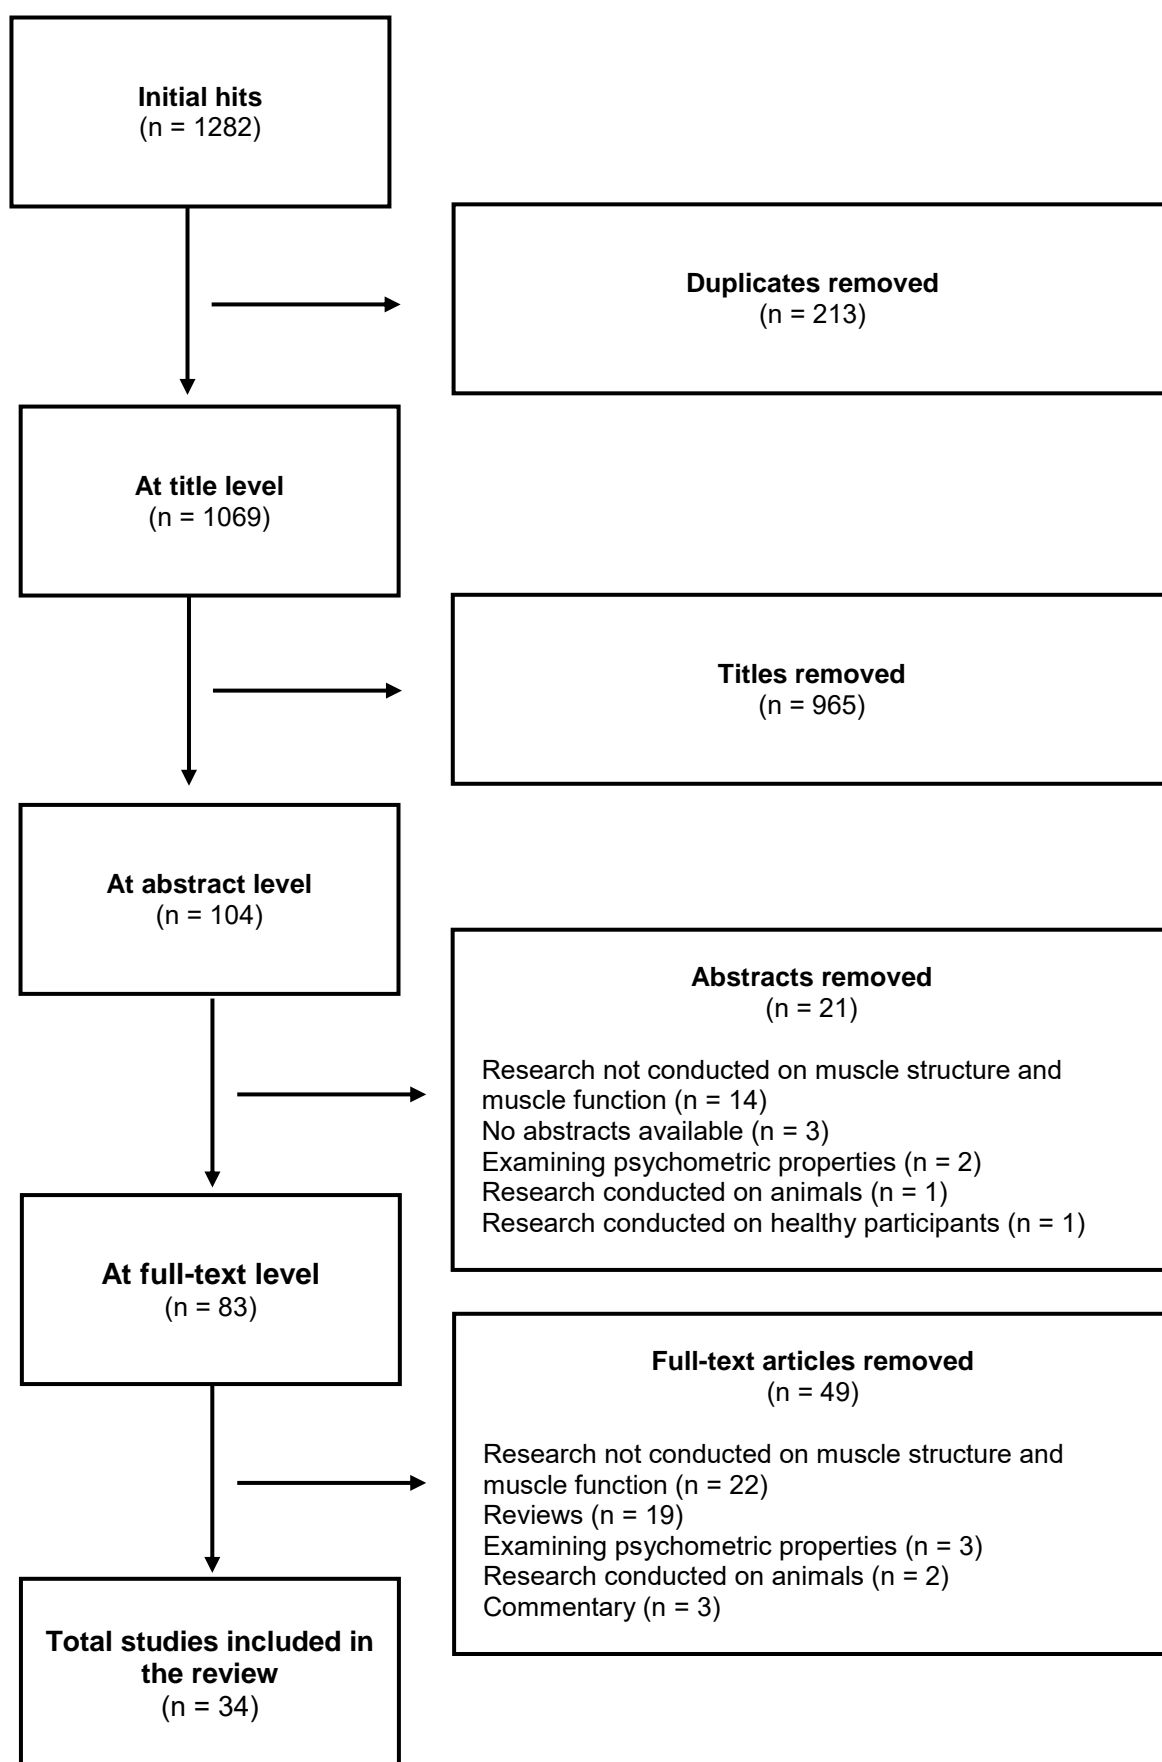 Initial hits
(n = 1282)
Duplicates removed
(n = 213)
At title level
(n = 1069)
Titles removed
(n = 965)
At abstract level
(n = 104)
Abstracts removed
(n = 21)
Research not conducted on muscle structure and
muscle function (n = 14)
No abstracts available (n = 3)
Examining psychometric properties (n = 2)
Research conducted on animals (n = 1)
Research conducted on healthy participants (n = 1)
At full-text level
(n = 83)
Full-text articles removed
(n = 49)
Research not conducted on muscle structure and
muscle function (n = 22)
Reviews (n = 19)
Examining psychometric properties (n = 3)
Research conducted on animals (n = 2)
Commentary (n = 3)
Total studies included in
the review
(n = 34)